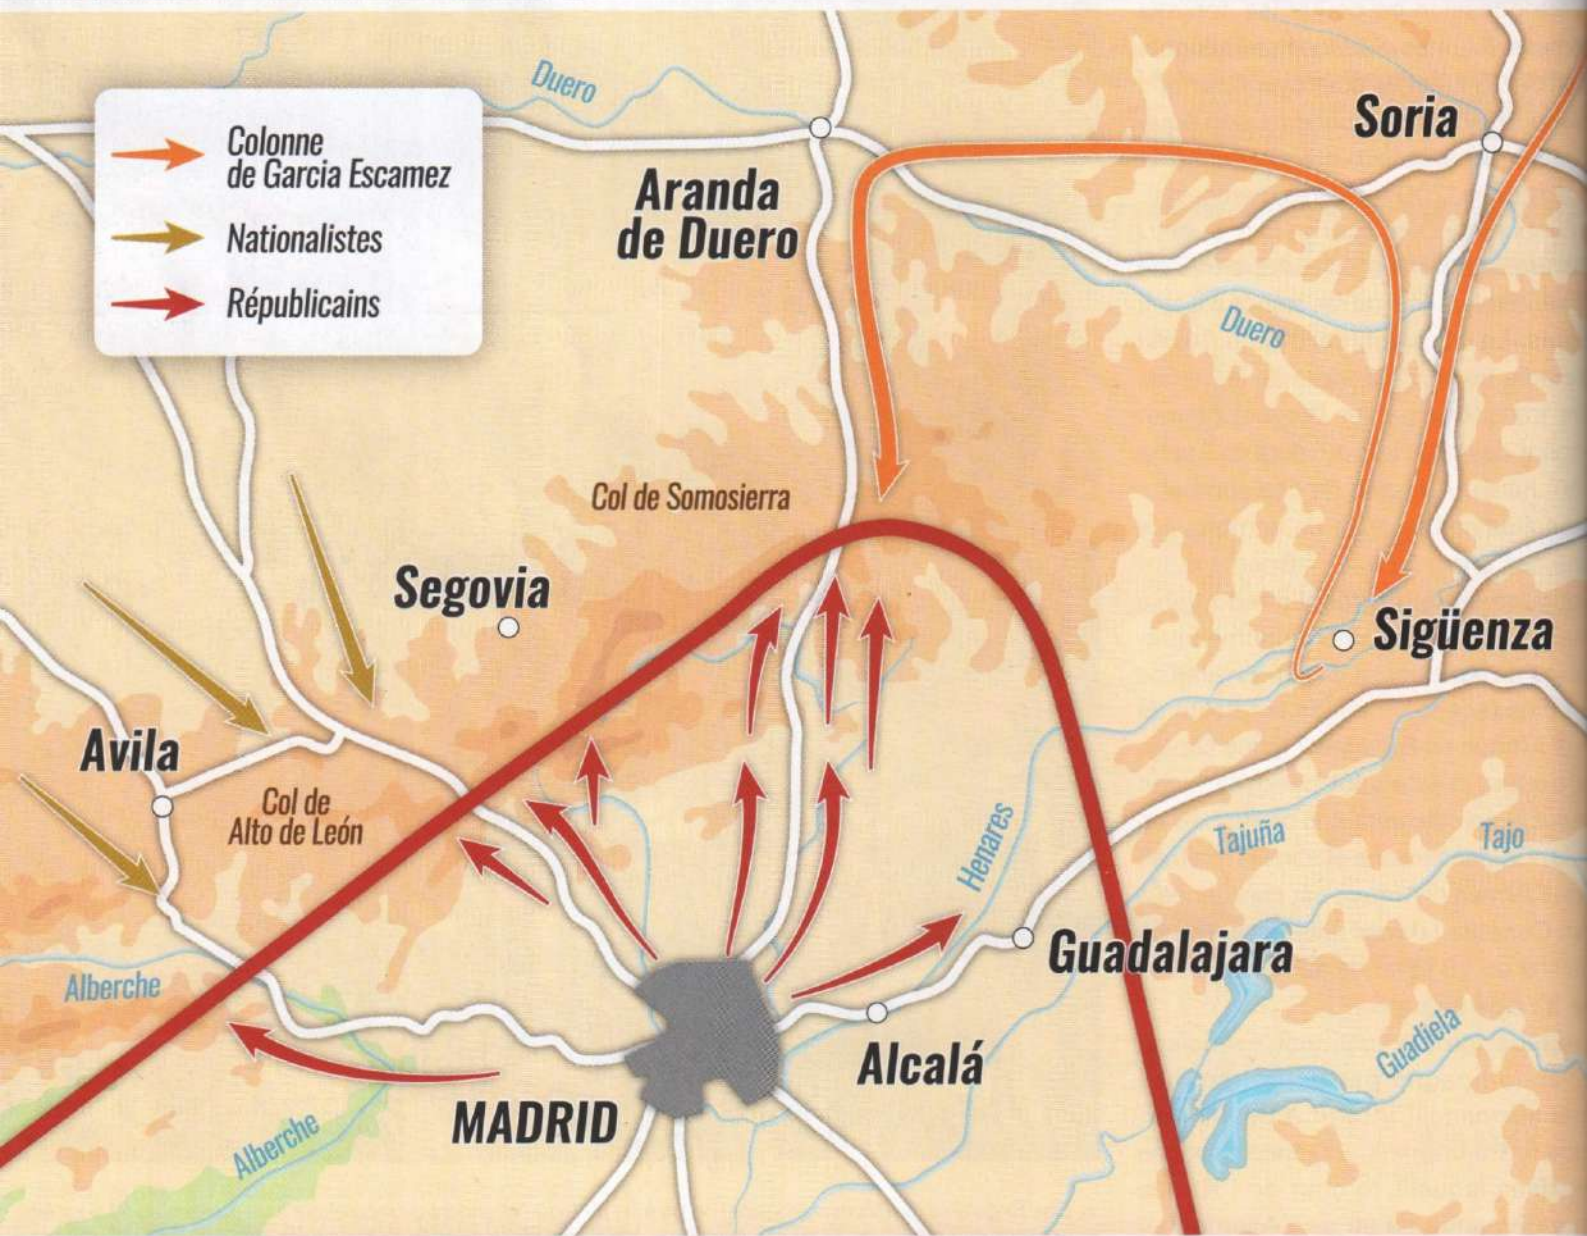 Duero
Colonne
de Garcia Escamez
Nationalistes
Républicains
Soria
Aranda
de Duero
Duero
Col de Somosierra
Segovia
Sigüenza
Avila
Col de
Alto de León
Henares
Tajuña
Tajo
Guadalajara
Alberche
Guadiela
Alcalá
MADRID
Alberche